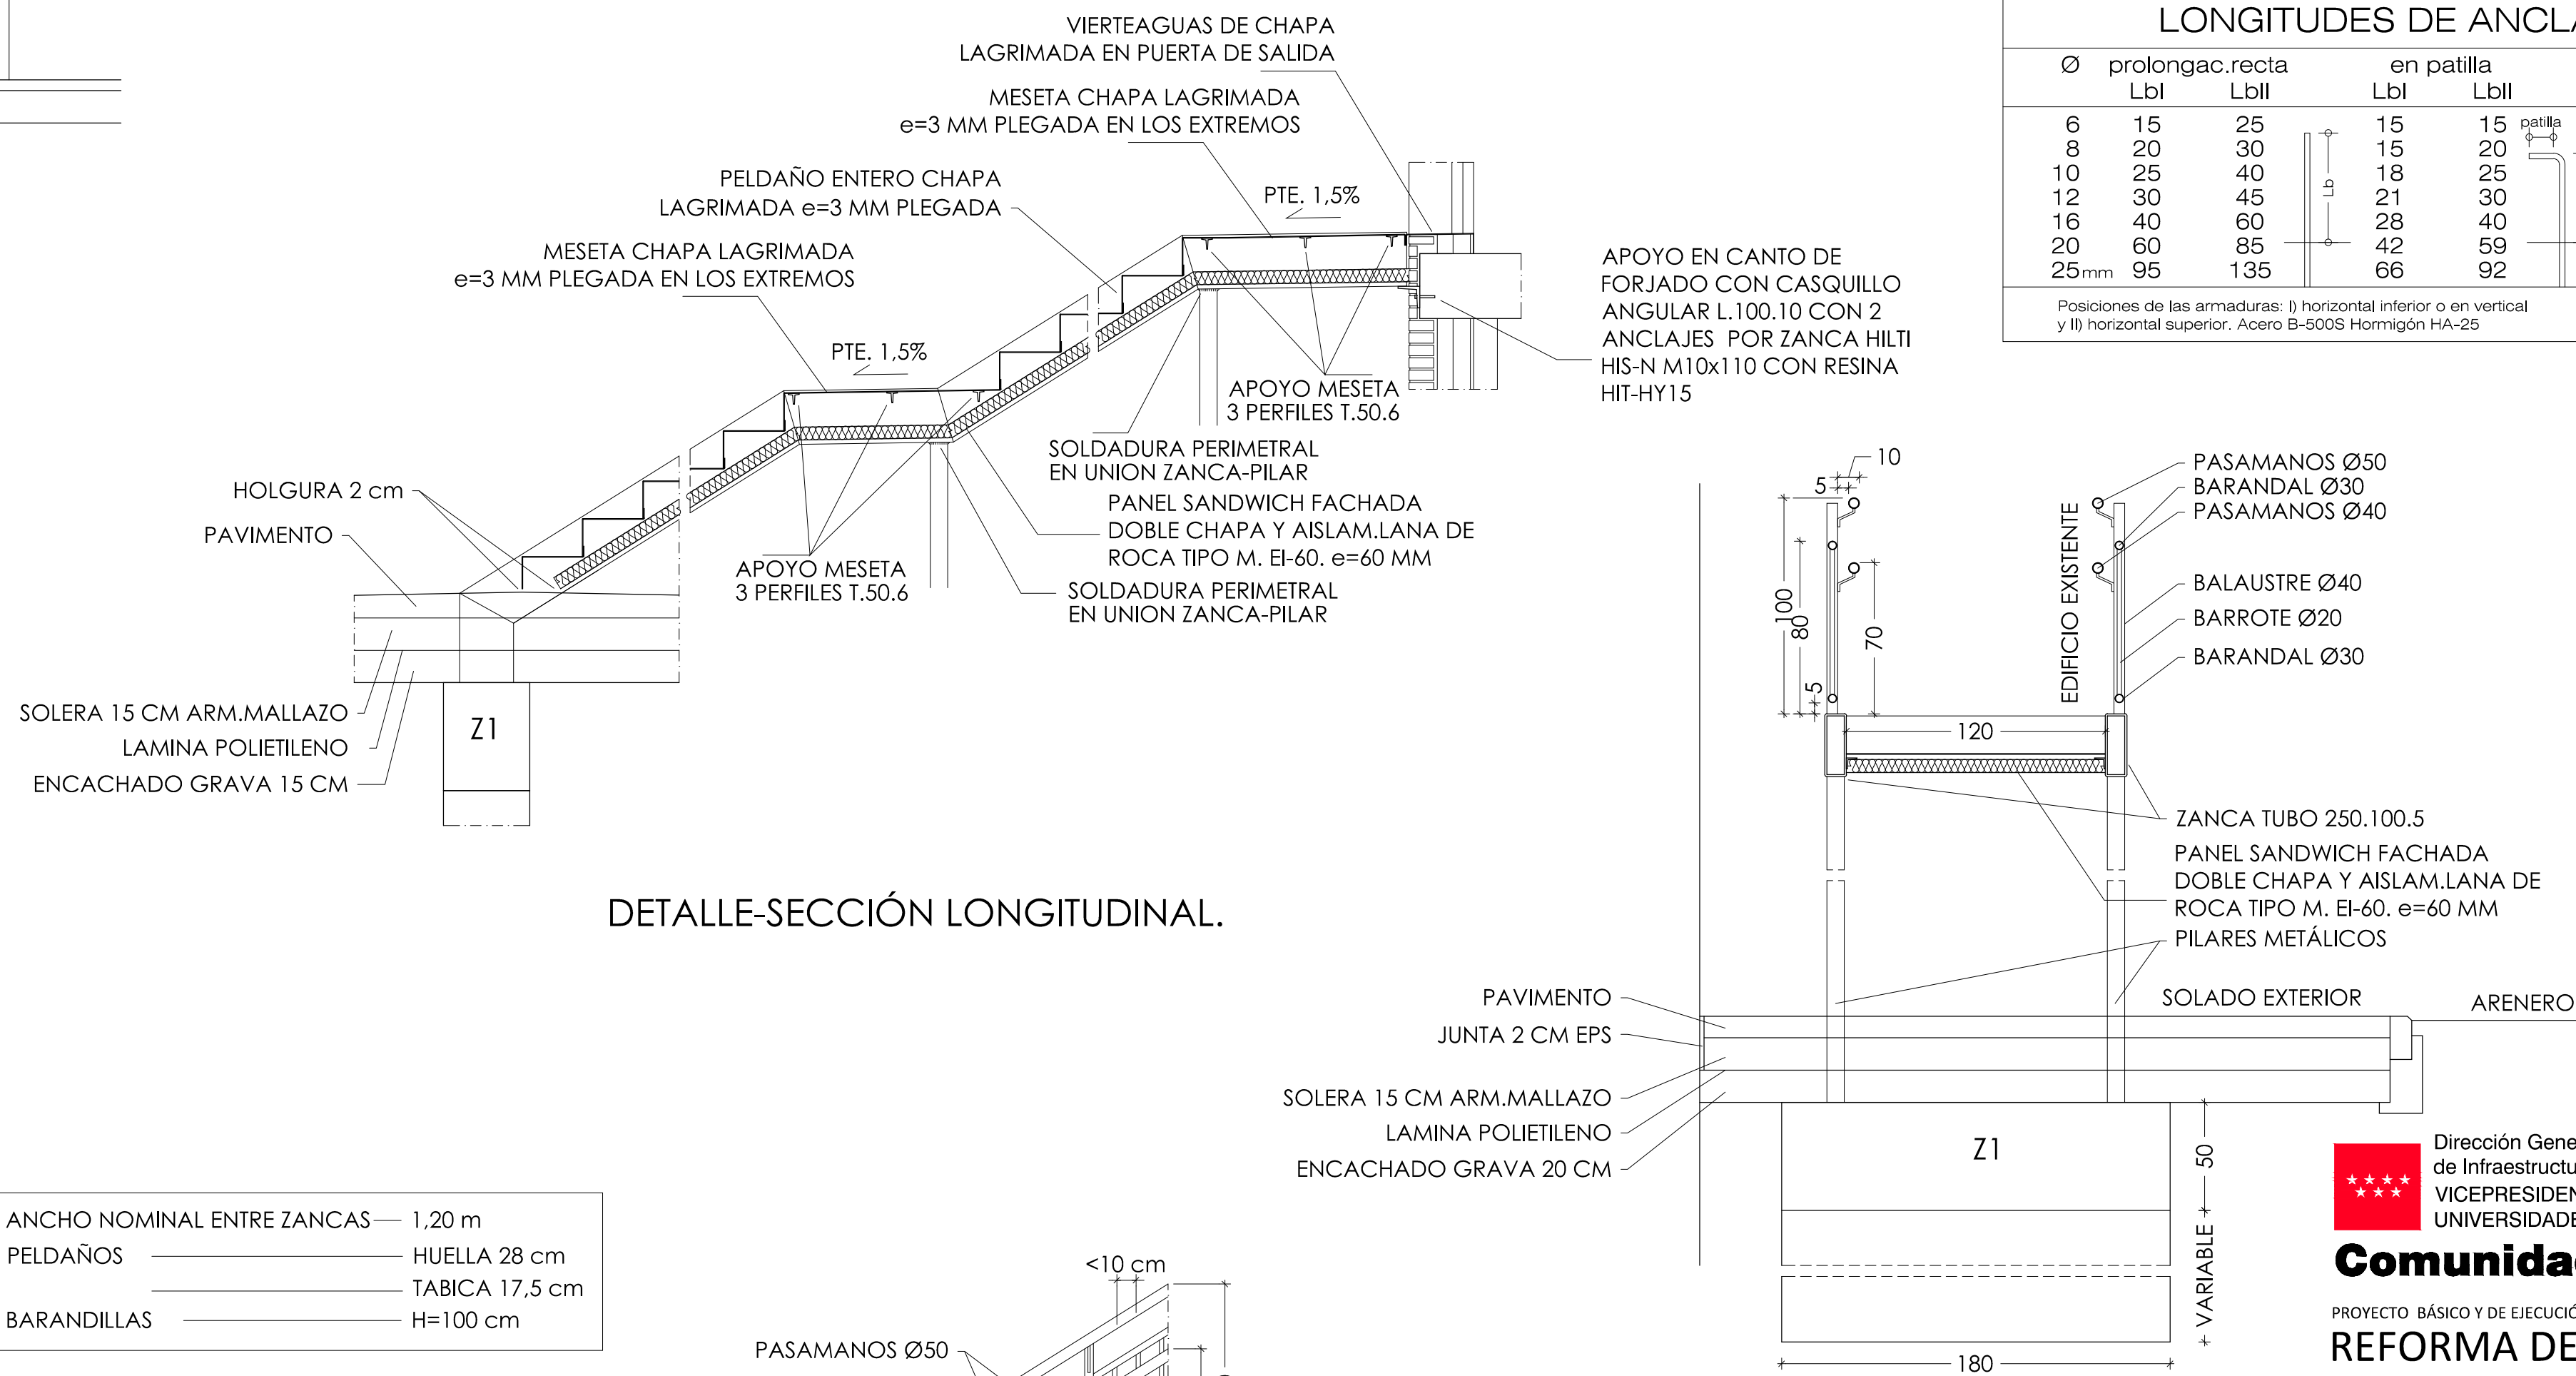 VIERTEAGUAS DE CHAPA
LAGRIMADA EN PUERTA DE SALIDA
MESETA CHAPA LAGRIMADA
e=3 MM PLEGADA EN LOS EXTREMOS
PELDAÑO ENTERO CHAPA
LAGRIMADA e=3 MM PLEGADA
PTE. 1,5%
MESETA CHAPA LAGRIMADA
e=3 MM PLEGADA EN LOS EXTREMOS
PTE. 1,5%
APOYO EN CANTO DE
FORJADO CON CASQUILLO
ANGULAR L.100.10 CON 2
ANCLAJES POR ZANCA HILTI
HIS-N M10x110 CON RESINA
HIT-HY15
APOYO MESETA
3 PERFILES T.50.6
SOLDADURA PERIMETRAL
EN UNION ZANCA-PILAR
PANEL SANDWICH FACHADA
DOBLE CHAPA Y AISLAM.LANA DE
ROCA TIPO M. EI-60. e=60 MM
SOLDADURA PERIMETRAL
EN UNION ZANCA-PILAR
APOYO MESETA
3 PERFILES T.50.6
HOLGURA 2 cm
PAVIMENTO
SOLERA 15 CM ARM.MALLAZO
LAMINA POLIETILENO
ENCACHADO GRAVA 15 CM
Z1
DETALLE-SECCIÓN LONGITUDINAL.
LONGITUDES DE ANCLA
Ø prolongac.recta en patilla
LbI LbII LbI LbII
6 15 25 15 15
8 20 30 15 20
10 25 40 18 25
12 30 45 21 30
16 40 60 28 40
20 60 85 42 59
25mm 95 135 66 92
Lb
patilla
Posiciones de las armaduras: I) horizontal inferior o en vertical
y II) horizontal superior. Acero B-500S Hormigón HA-25
10
5
100
80
70
5
120
EDIFICIO EXISTENTE
PASAMANOS Ø50
BARANDAL Ø30
PASAMANOS Ø40
BALAUSTRE Ø40
BARROTE Ø20
BARANDAL Ø30
ZANCA TUBO 250.100.5
PANEL SANDWICH FACHADA
DOBLE CHAPA Y AISLAM.LANA DE
ROCA TIPO M. EI-60. e=60 MM
PILARES METÁLICOS
SOLADO EXTERIOR
ARENERO
PAVIMENTO
JUNTA 2 CM EPS
SOLERA 15 CM ARM.MALLAZO
LAMINA POLIETILENO
ENCACHADO GRAVA 20 CM
Z1
50
VARIABLE
180
ANCHO NOMINAL ENTRE ZANCAS 1,20 m
PELDAÑOS HUELLA 28 cm
TABICA 17,5 cm
BARANDILLAS H=100 cm
<10 cm
PASAMANOS Ø50
Dirección Gene
de Infraestructu
VICEPRESIDEN
UNIVERSIDADE
Comunida
PROYECTO BÁSICO Y DE EJECUCIÓ
REFORMA DE